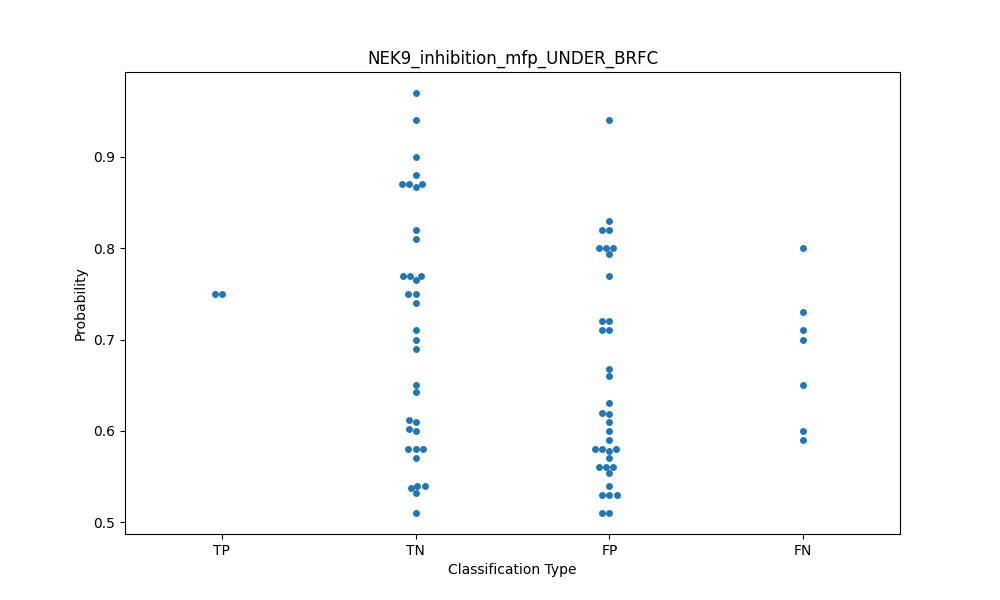 NEK9_inhibition_mfp_UNDER_BRFC
Probability
0.9
0.8
0.7
0.6
0.5
TP TN FP FN
Classification Type